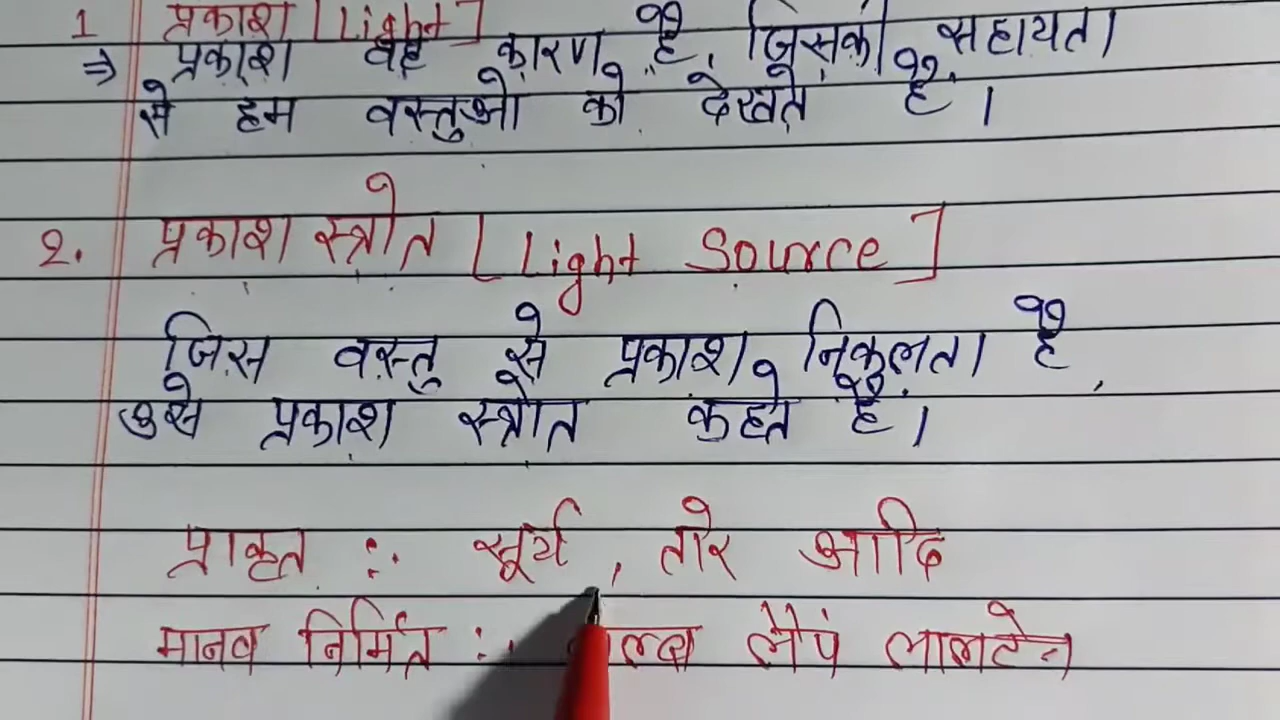 1 प्रकाश [Light]
⇒ प्रकाश वह कारण है, जिसकी सहायता
से हम वस्तुओ को देखते है।
2. प्रकाश स्त्रोत [Light Source]
जिस वस्तु से प्रकाश निकलता है,
उसे प्रकाश स्त्रोत कहते है।
प्राकृत :. सूर्य, तोर आदि
मानव निर्मित :. लैपं लालटेन